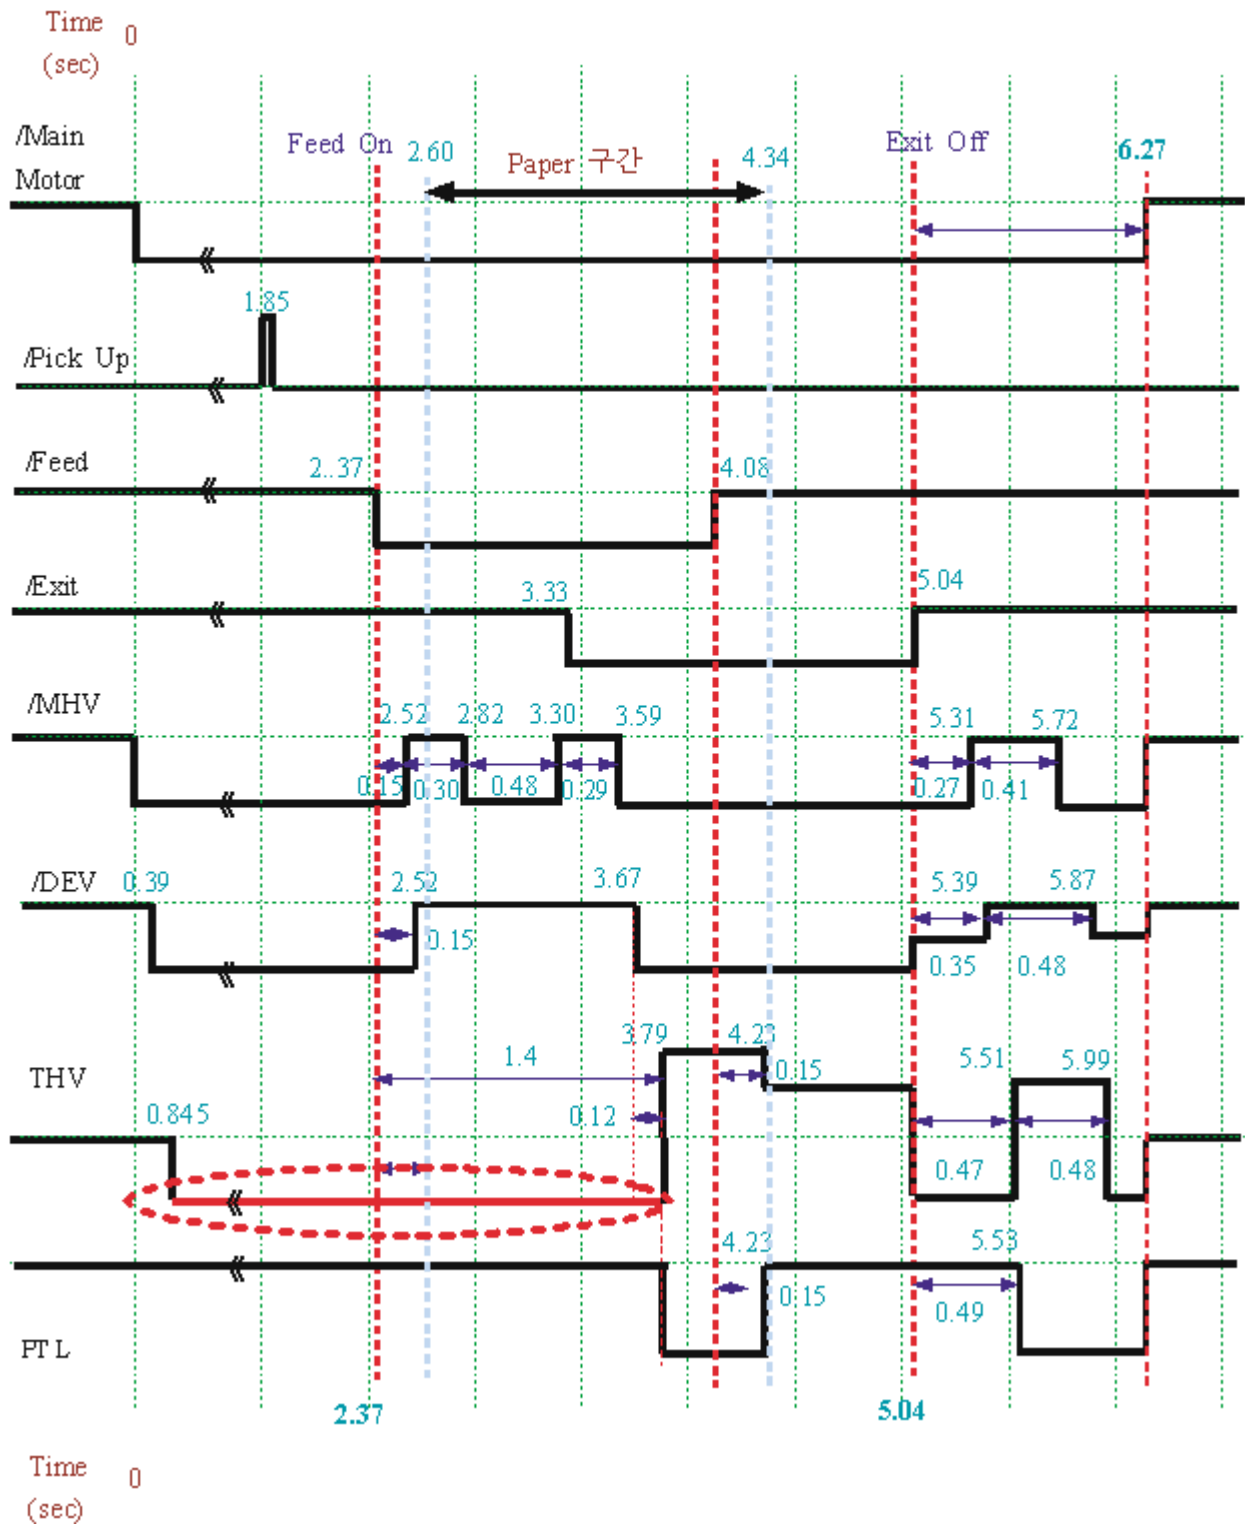 Time 0
(sec)
/Main
Motor
Feed On
2.60
Paper 구간
4.34
Exit Off
6.27
1.85
/Pick Up
/Feed
2..37
4.08
/Exit
3.33
5.04
/MHV
2.52
2.82
3.30
3.59
5.31
5.72
0.15
0.30
0.48
0.29
0.27
0.41
/DEV
0.39
2.52
3.67
5.39
5.87
0.15
0.35
0.48
THV
0.845
1.4
3.79
4.23
5.51
5.99
0.15
0.12
0.47
0.48
4.23
5.53
0.15
0.49
PTL
2.37
5.04
Time 0
(sec)